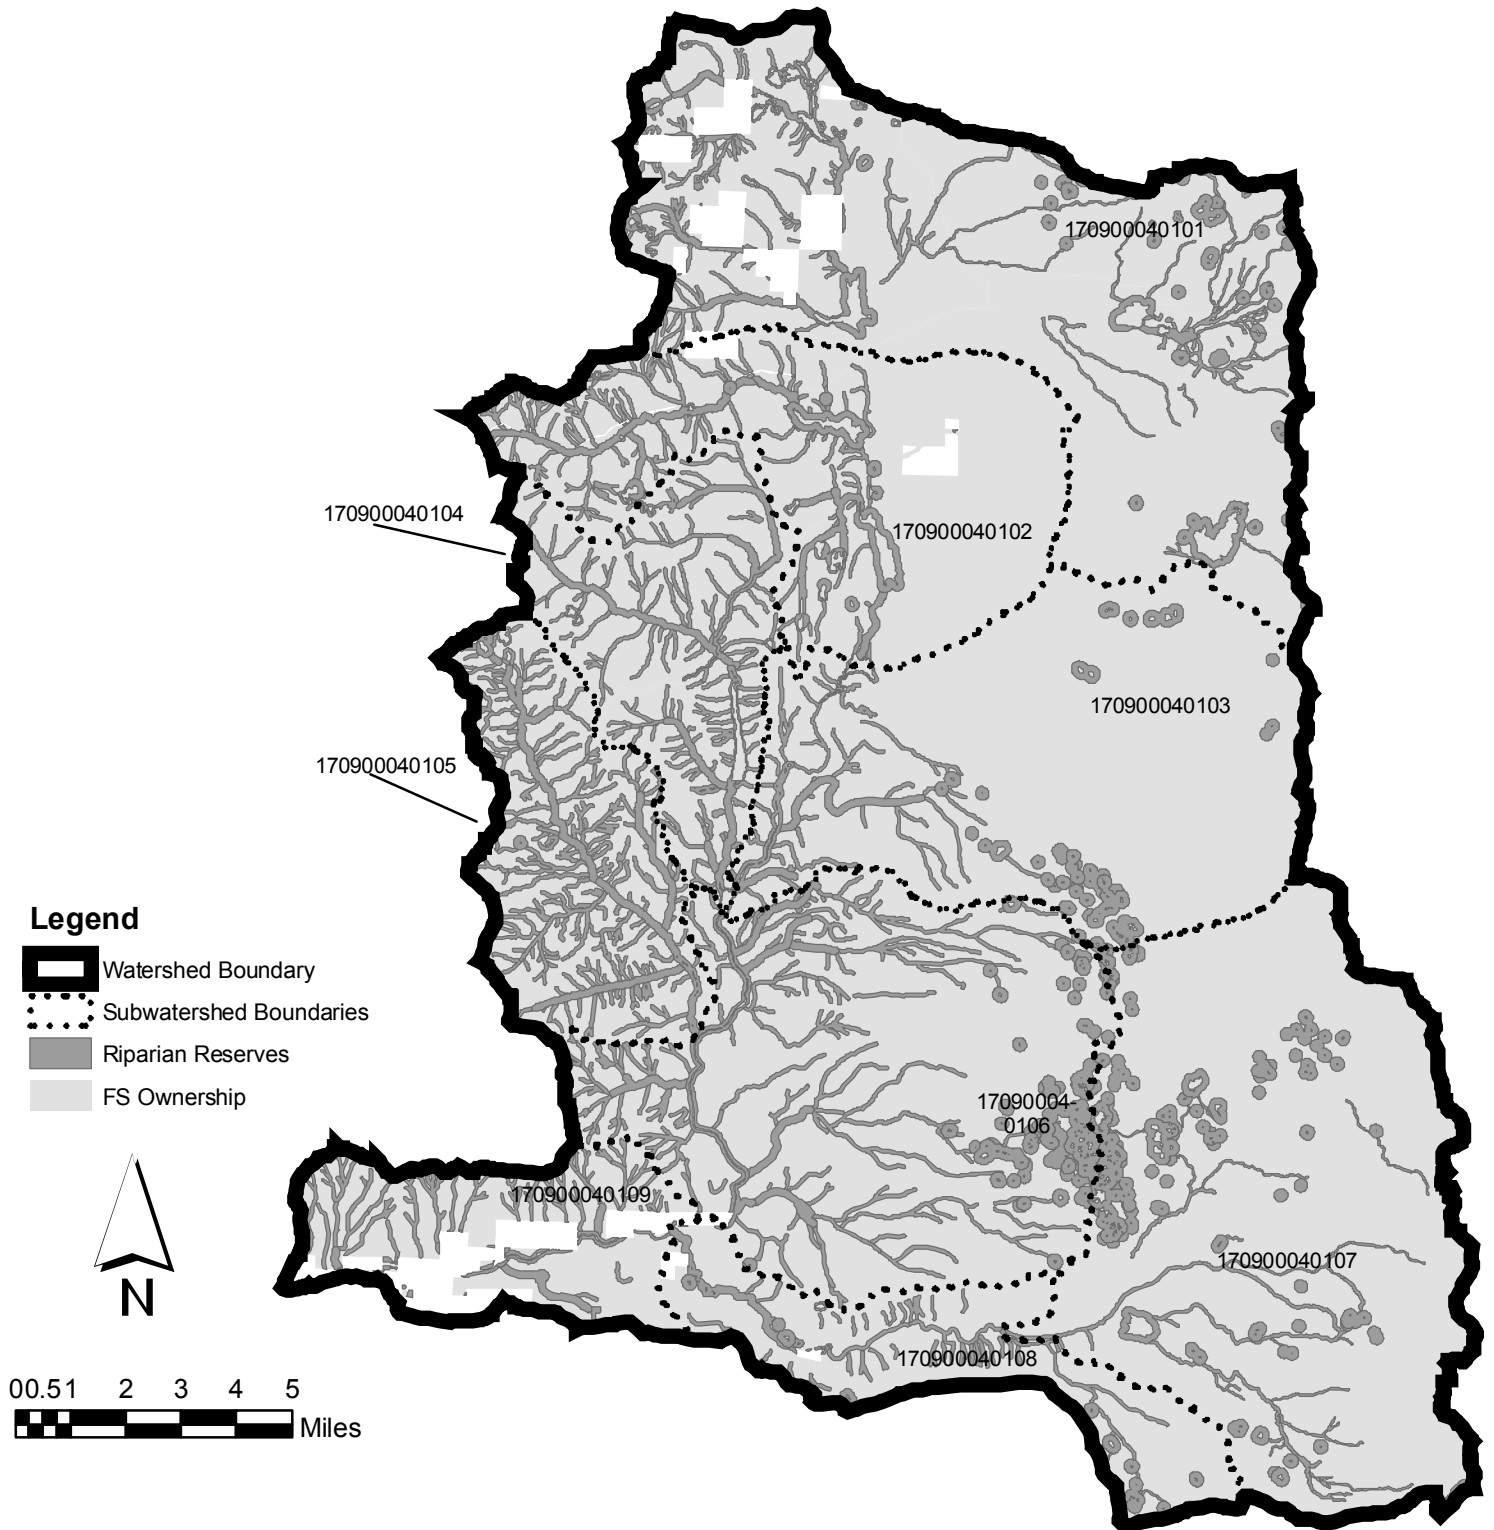 170900040101
170900040104
170900040102
170900040103
170900040105
Legend
Watershed Boundary
Subwatershed Boundaries
Riparian Reserves
FS Ownership
17090004-
0106
170900040109
170900040107
N
170900040108
00.51 2 3 4 5
Miles